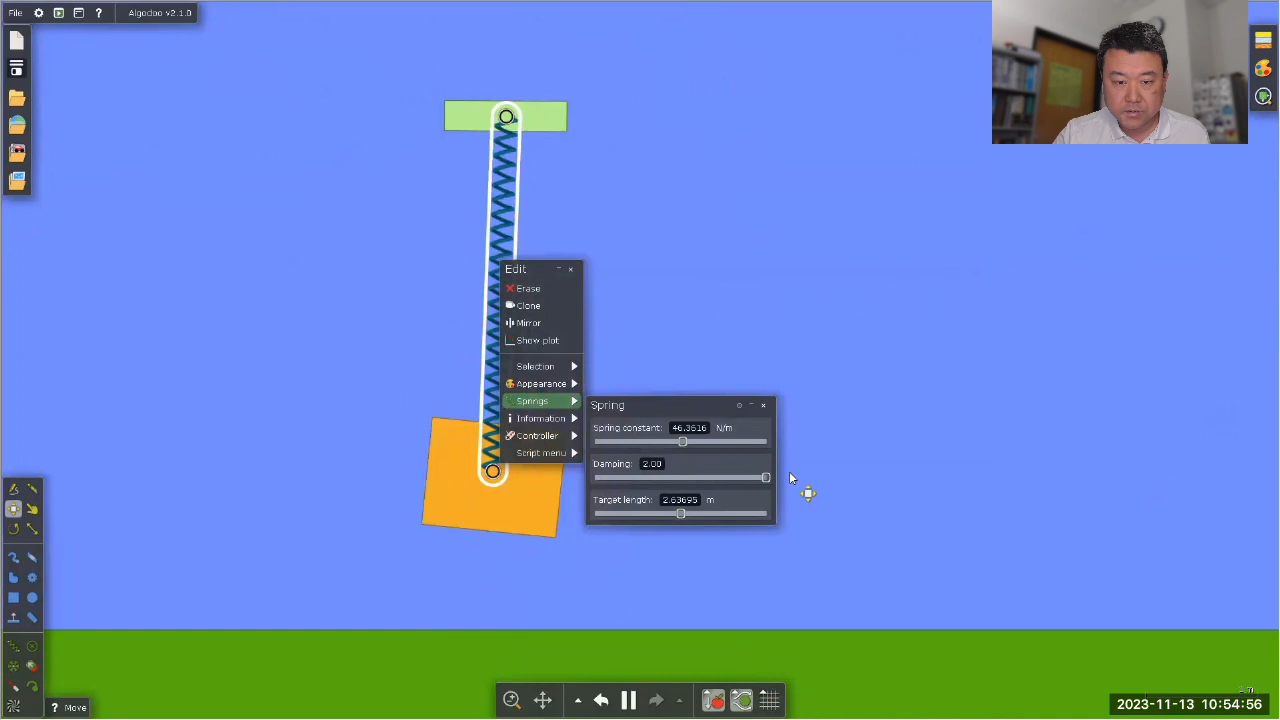 File
?
Algodoo v2.1.0
Edit
Erase
Clone
Mirror
Show plot
Selection
Appearance
Springs
Information
Controller
Script menu
Spring
Spring constant: 46.3616 N/m
Damping: 2.00
Target length: 2.63695 m
? Move
2023-11-13 10:54:56